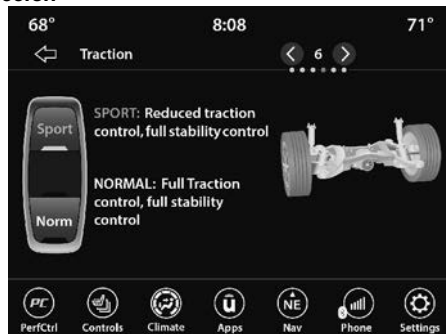 68° 8:08 71°
Traction 6
Sport
SPORT: Reduced traction
control, full stability control
NORMAL: Full Traction
control, full stability
control
Norm
PC ü NE
PerfCtrl Controls Climate Apps Nav Phone Settings